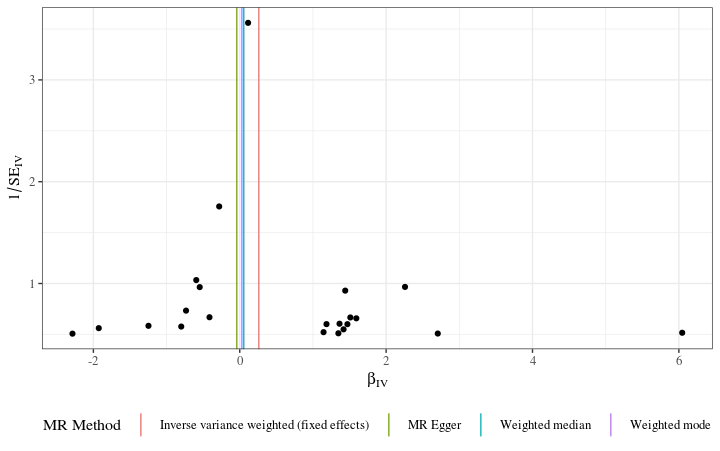 1/SE_IV
3
2
1
-2 0 2 4 6
β_IV
MR Method Inverse variance weighted (fixed effects) MR Egger Weighted median Weighted mode